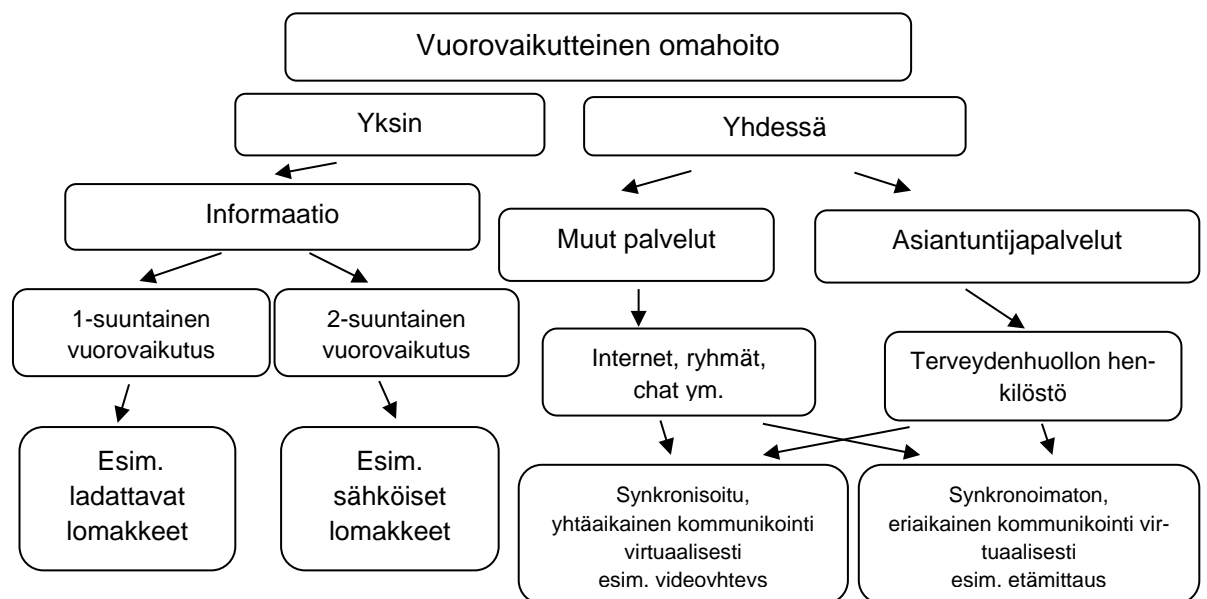 Vuorovaikutteinen omahoito
Yksin
Yhdessä
Informaatio
Muut palvelut
Asiantuntijapalvelut
1-suuntainen
vuorovaikutus
2-suuntainen
vuorovaikutus
Internet, ryhmät,
chat ym.
Terveydenhuollon hen-
kilöstö
Esim.
ladattavat
lomakkeet
Esim.
sähköiset
lomakkeet
Synkronisoitu,
yhtäaikainen kommunikointi
virtuaalisesti
esim. videoyhteys
Synkronoimaton,
eriaikainen kommunikointi vir-
tuaalisesti
esim. etämittaus